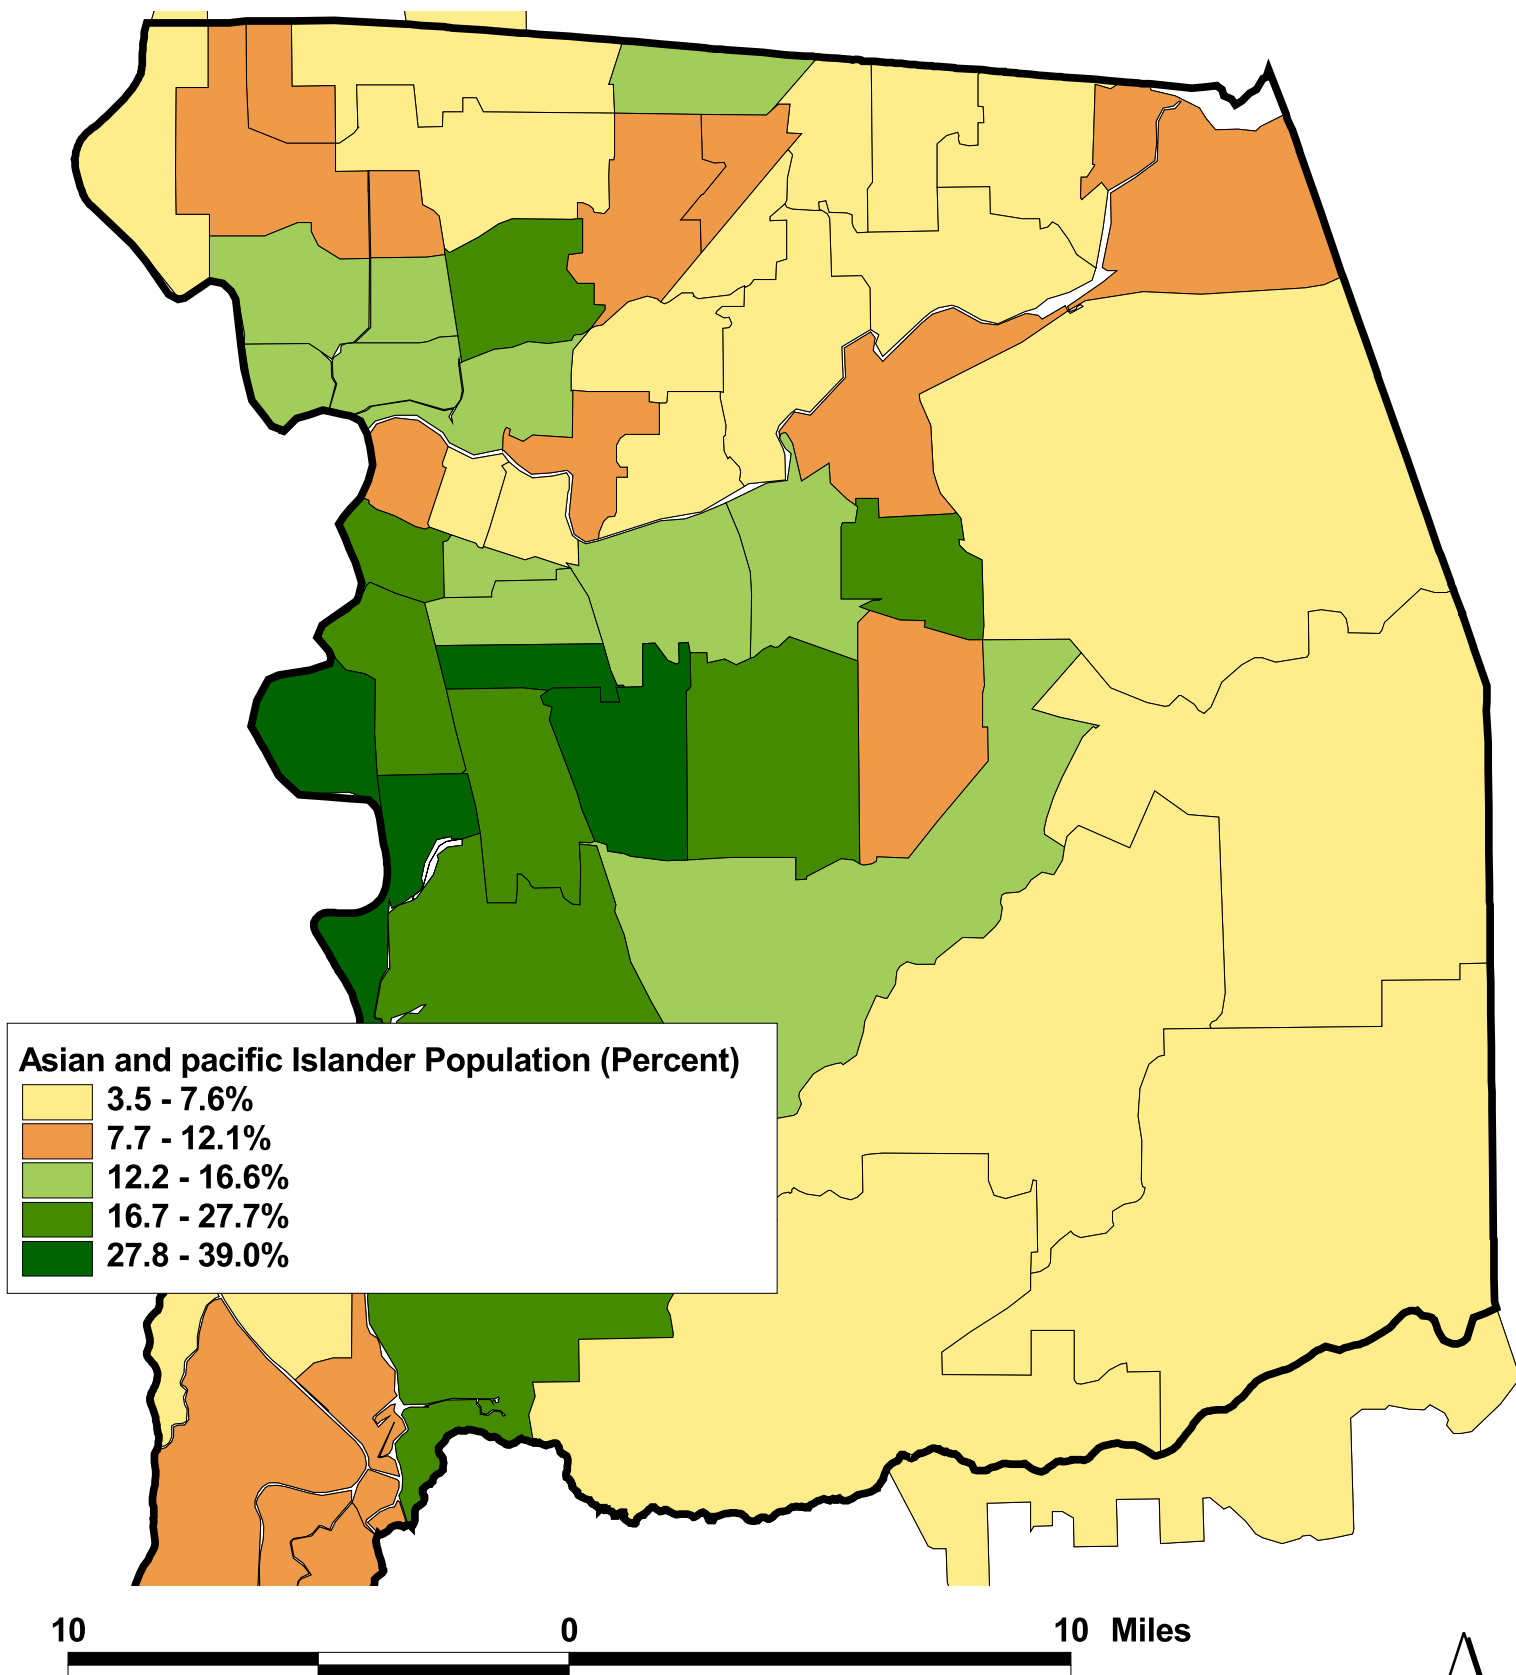 Asian and pacific Islander Population (Percent)
3.5 - 7.6%
7.7 - 12.1%
12.2 - 16.6%
16.7 - 27.7%
27.8 - 39.0%
10 0 10 Miles